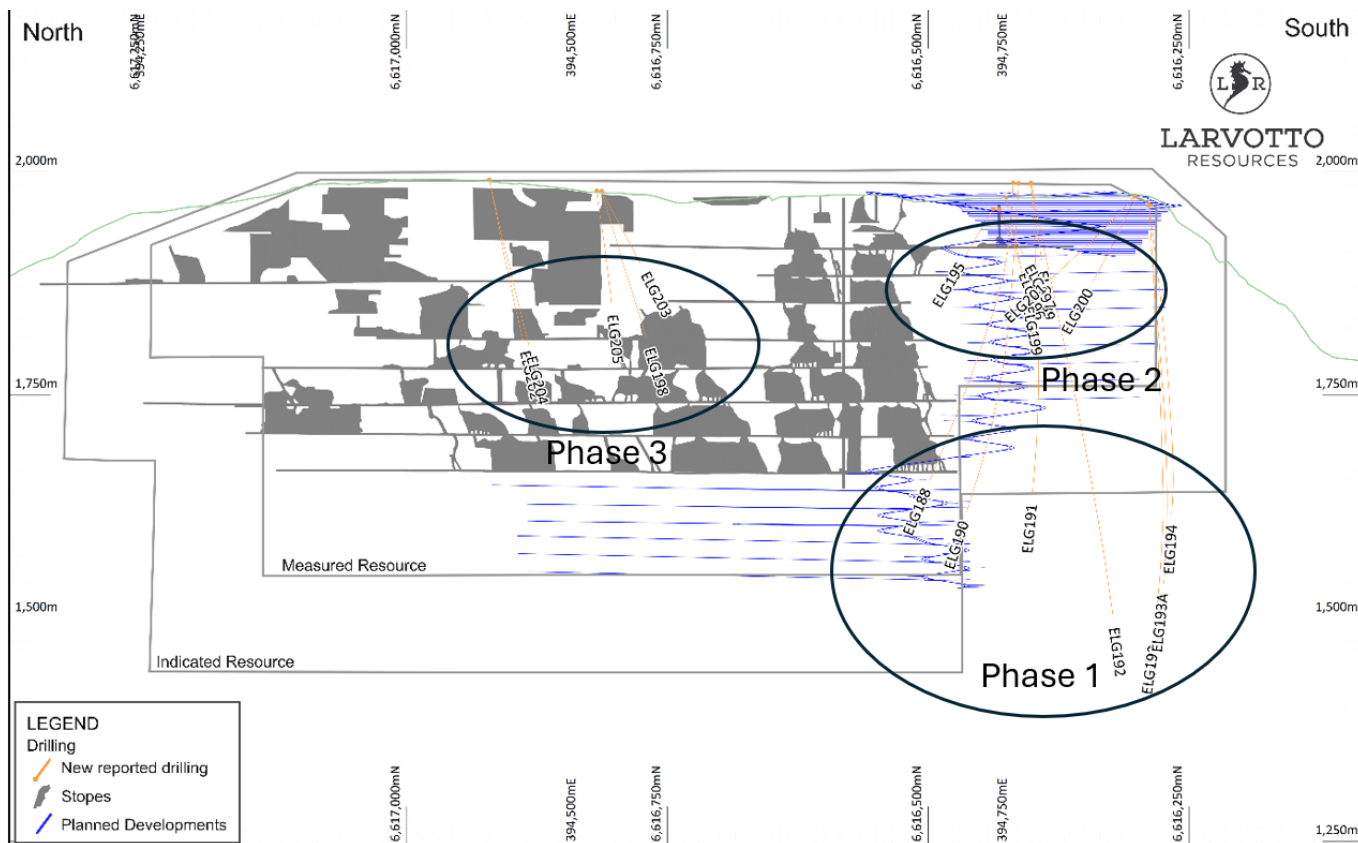 North
South
6,617,250mN
394,250mE
6,617,000mN
394,500mE
6,616,750mN
6,616,500mN
394,750mE
6,616,250mN
L R
LARVOTTO
RESOURCES
2,000m
2,000m
ELG195
ELG200
ELG199
ELG203
ELG205
ELG198
ELG204
Phase 2
1,750m
1,750m
Phase 3
ELG188
ELG190
ELG191
ELG194
Measured Resource
1,500m
1,500m
ELG193A
ELG19
ELG192
Indicated Resource
Phase 1
LEGEND
Drilling
New reported drilling
Stopes
Planned Developments
6,617,000mN
394,500mE
6,616,750mN
6,616,500mN
394,750mE
6,616,250mN
1,250m